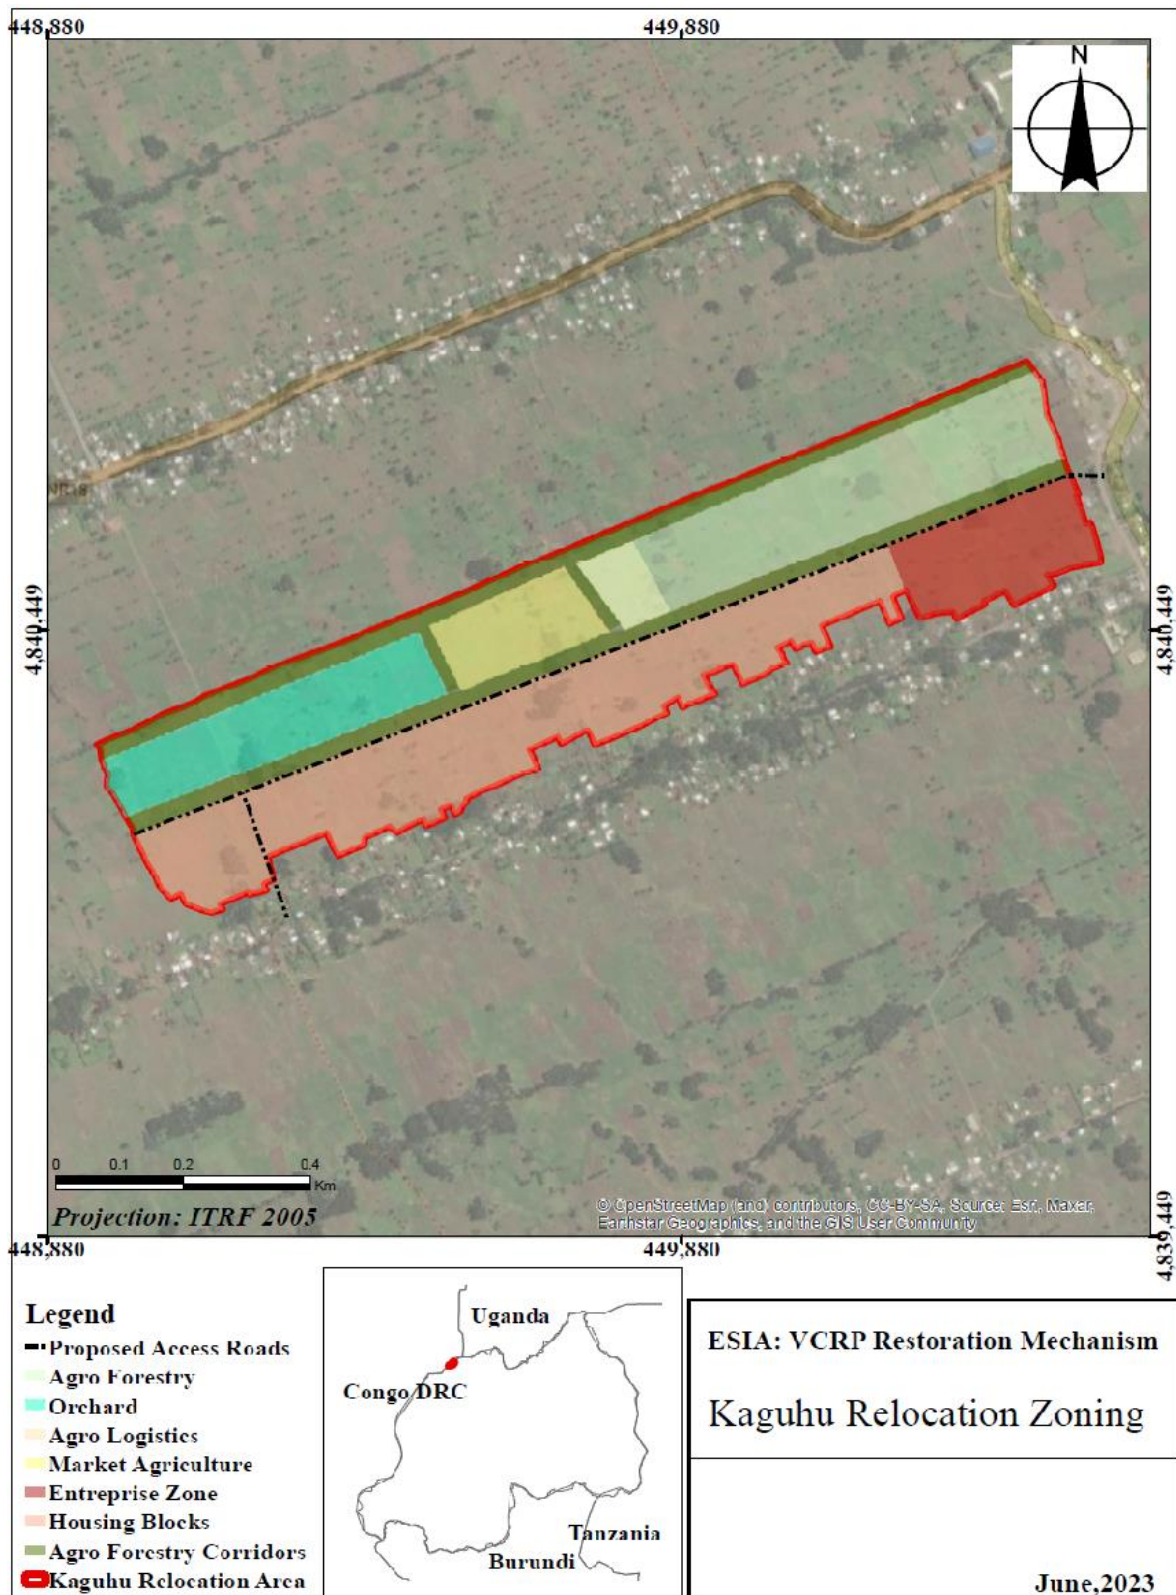 448,880 449,880
N
NR18
4,840,449 4,840,449
0 0.1 0.2 0.4
Km
Projection: ITRF 2005
© OpenStreetMap (and) contributors, CC-BY-SA, Source: Esri, Maxar,
Earthstar Geographics, and the GIS User Community
4,839,449
448,880 449,880
Legend
Proposed Access Roads
Agro Forestry
Orchard
Agro Logistics
Market Agriculture
Entreprise Zone
Housing Blocks
Agro Forestry Corridors
Kaguhu Relocation Area
Uganda
Congo DRC
Tanzania
Burundi
ESIA: VCRP Restoration Mechanism
Kaguhu Relocation Zoning
June,2023